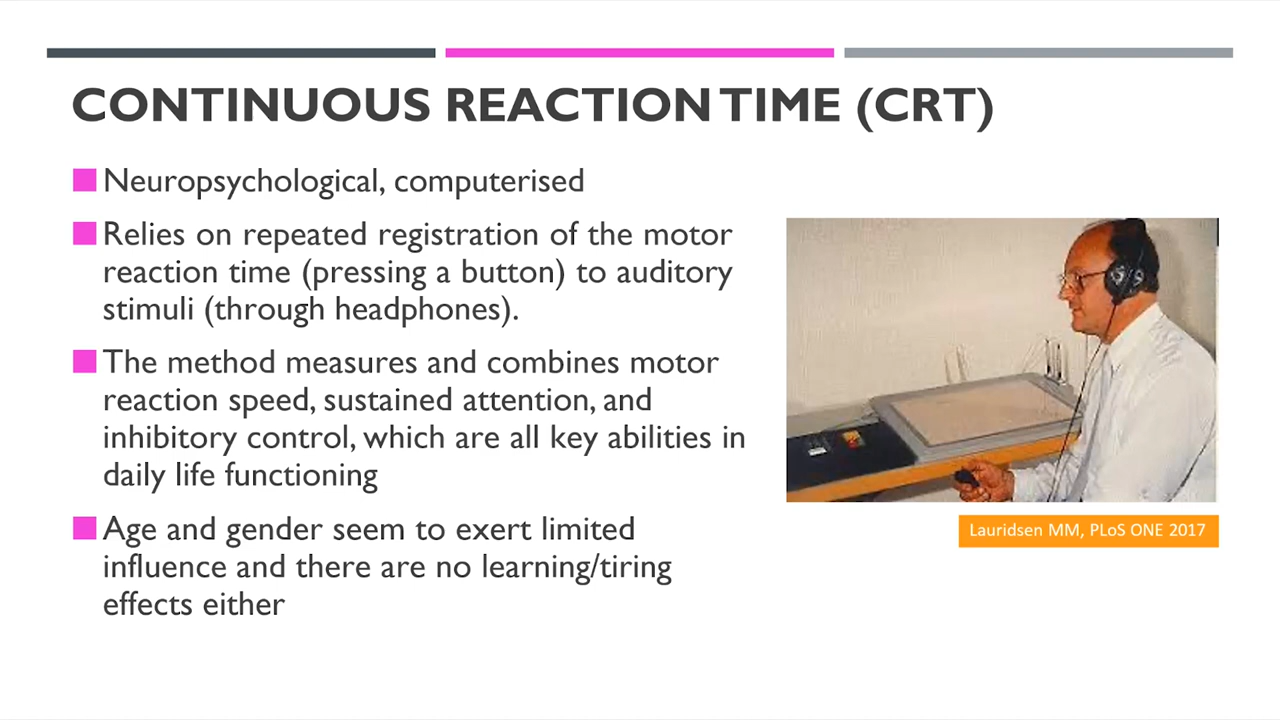 CONTINUOUS REACTION TIME (CRT)
Neuropsychological, computerised
Relies on repeated registration of the motor
reaction time (pressing a button) to auditory
stimuli (through headphones).
The method measures and combines motor
reaction speed, sustained attention, and
inhibitory control, which are all key abilities in
daily life functioning
Age and gender seem to exert limited
influence and there are no learning/tiring
effects either
Lauridsen MM, PLoS ONE 2017